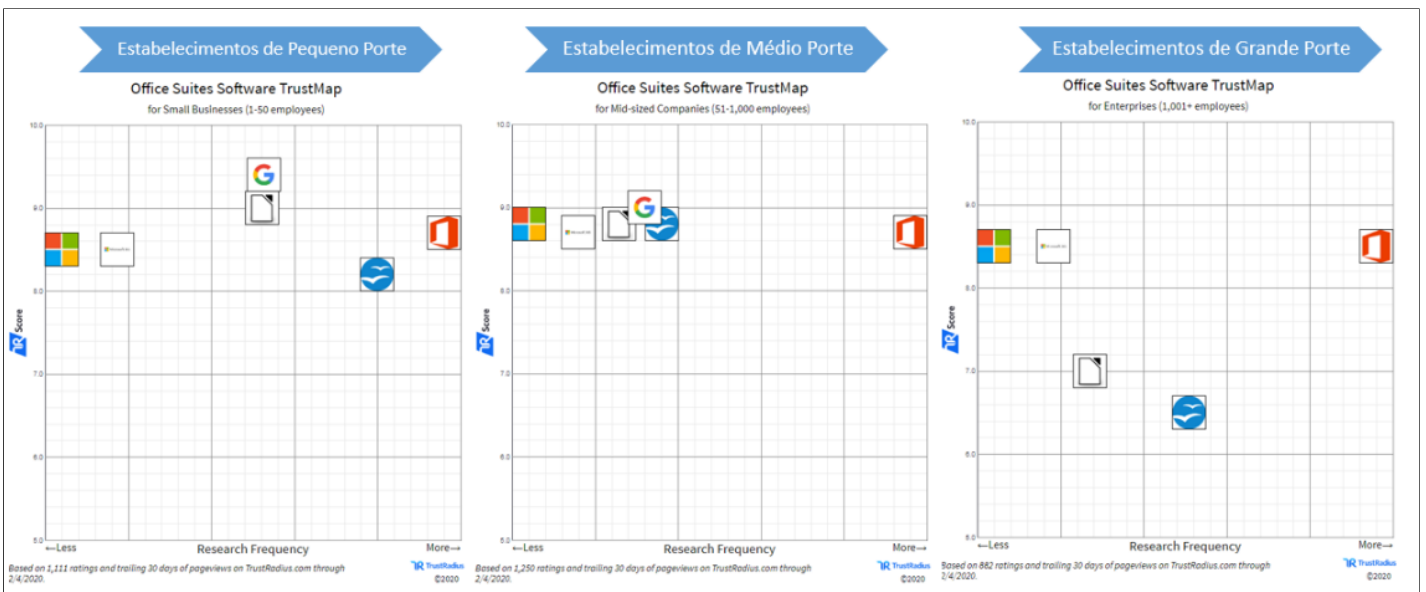 Estabelecimentos de Pequeno Porte
Office Suites Software TrustMap
for Small Businesses (1-50 employees)
10.0
9.0
8.0
7.0
6.0
5.0
TR Score
←Less
Research Frequency
More→
Based on 1,111 ratings and trailing 30 days of pageviews on TrustRadius.com through
2/4/2020.
TR TrustRadius
©2020
Estabelecimentos de Médio Porte
Office Suites Software TrustMap
for Mid-sized Companies (51-1,000 employees)
10.0
9.0
8.0
7.0
6.0
5.0
TR Score
←Less
Research Frequency
More→
Based on 1,250 ratings and trailing 30 days of pageviews on TrustRadius.com through
2/4/2020.
TR TrustRadius
©2020
Estabelecimentos de Grande Porte
Office Suites Software TrustMap
for Enterprises (1,001+ employees)
10.0
9.0
8.0
7.0
6.0
5.0
TR Score
←Less
Research Frequency
More→
Based on 882 ratings and trailing 30 days of pageviews on TrustRadius.com through
2/4/2020.
TR TrustRadius
©2020